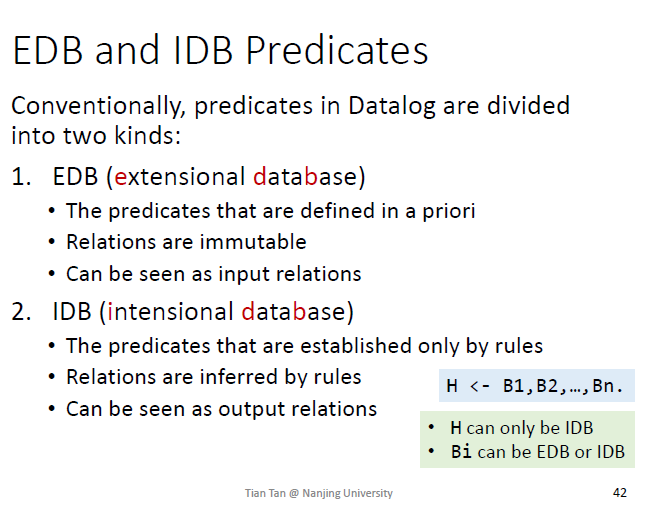 EDB and IDB Predicates
Conventionally, predicates in Datalog are divided
into two kinds:
1. EDB (extensional database)
• The predicates that are defined in a priori
• Relations are immutable
• Can be seen as input relations
2. IDB (intensional database)
• The predicates that are established only by rules
• Relations are inferred by rules
• Can be seen as output relations
H <- B1,B2,…,Bn.
• H can only be IDB
• Bi can be EDB or IDB
Tian Tan @ Nanjing University
42